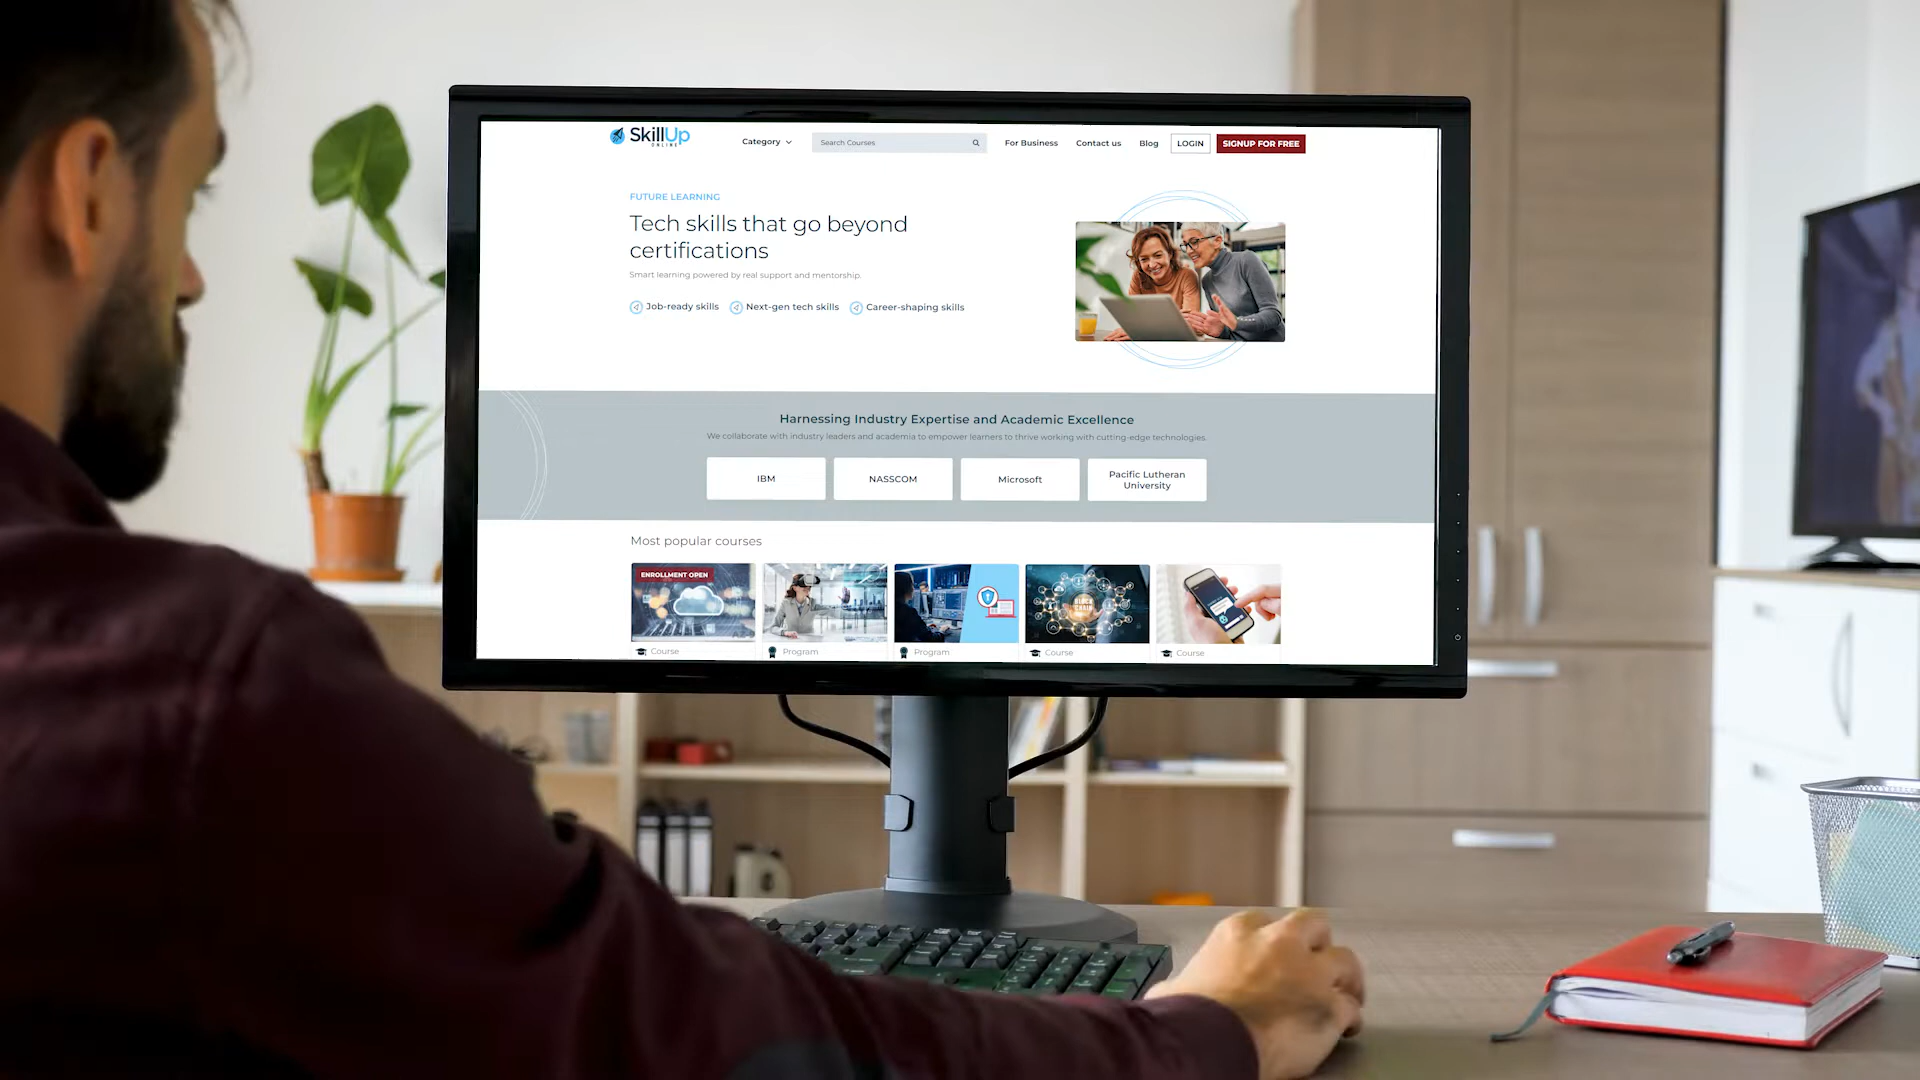 SkillUp
ONLINE
Category
Search Courses
For Business
Contact us
Blog
LOGIN
SIGNUP FOR FREE
FUTURE LEARNING
Tech skills that go beyond
certifications
Smart learning powered by real support and mentorship.
Job-ready skills
Next-gen tech skills
Career-shaping skills
Harnessing Industry Expertise and Academic Excellence
We collaborate with industry leaders and academia to empower learners to thrive working with cutting-edge technologies.
IBM
NASSCOM
Microsoft
Pacific Lutheran
University
Most popular courses
ENROLLMENT OPEN
BLOCK
CHAIN
Course
Program
Program
Course
Course